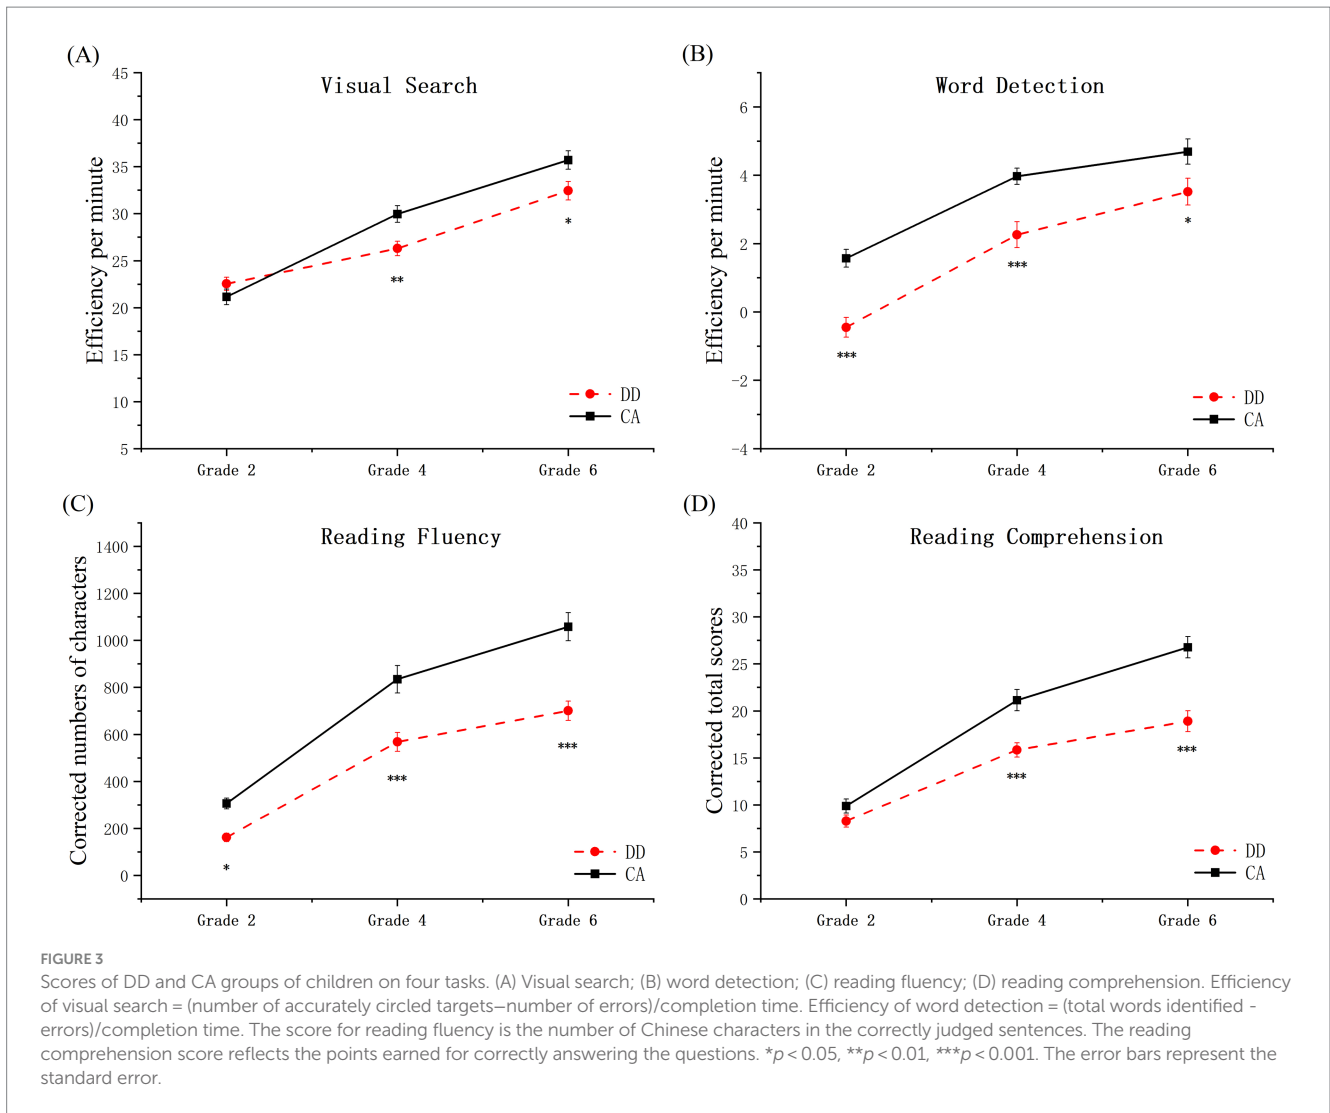 (A)
Visual Search
Efficiency per minute
45
40
35
30
25
20
15
10
5
**
*
DD
CA
Grade 2
Grade 4
Grade 6
(B)
Word Detection
Efficiency per minute
6
4
2
0
−2
−4
***
***
*
DD
CA
Grade 2
Grade 4
Grade 6
(C)
Reading Fluency
Corrected numbers of characters
1400
1200
1000
800
600
400
200
0
*
***
***
DD
CA
Grade 2
Grade 4
Grade 6
(D)
Reading Comprehension
Corrected total scores
40
35
30
25
20
15
10
5
0
***
***
DD
CA
Grade 2
Grade 4
Grade 6
FIGURE 3
Scores of DD and CA groups of children on four tasks. (A) Visual search; (B) word detection; (C) reading fluency; (D) reading comprehension. Efficiency
of visual search = (number of accurately circled targets–number of errors)/completion time. Efficiency of word detection = (total words identified -
errors)/completion time. The score for reading fluency is the number of Chinese characters in the correctly judged sentences. The reading
comprehension score reflects the points earned for correctly answering the questions. *p < 0.05, **p < 0.01, ***p < 0.001. The error bars represent the
standard error.